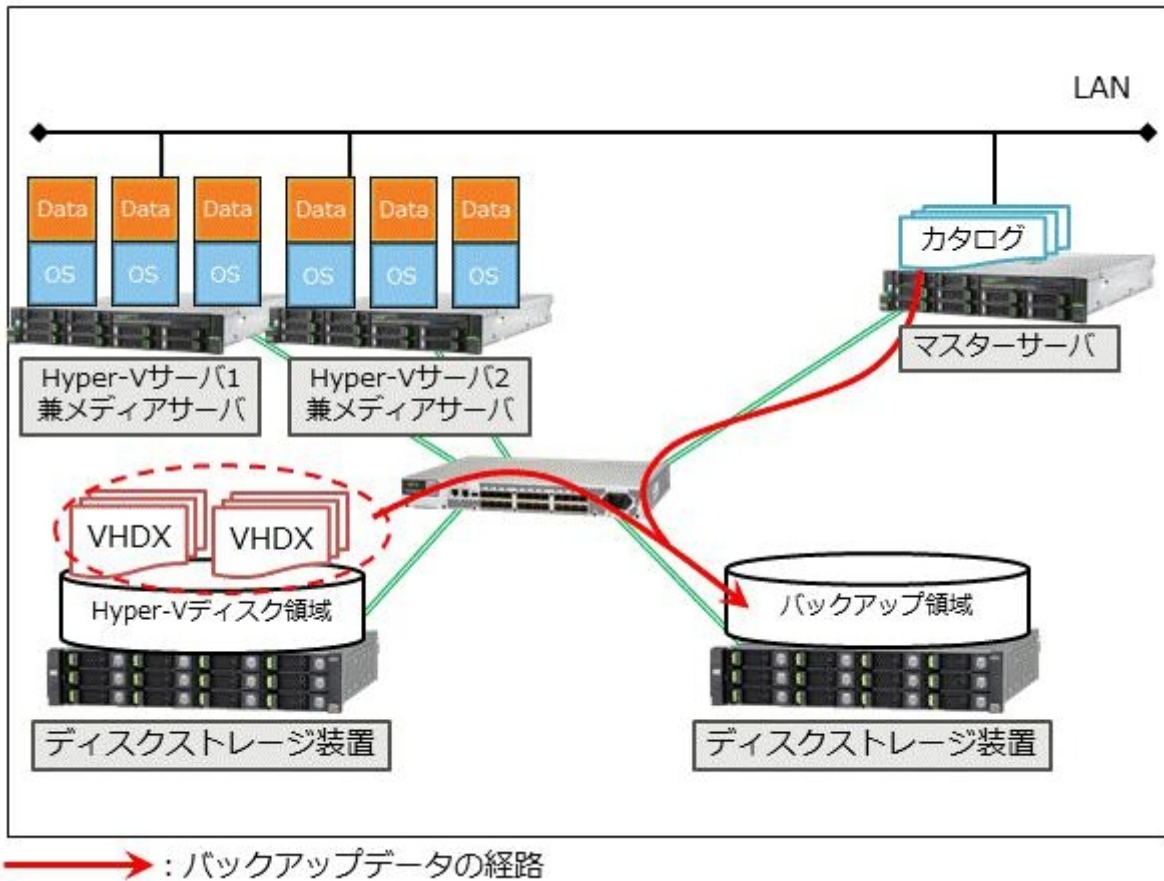 LAN
Data
Data
Data
Data
Data
Data
OS
OS
OS
OS
OS
OS
カタログ
Hyper-Vサーバ1
兼メディアサーバ
Hyper-Vサーバ2
兼メディアサーバ
マスターサーバ
VHDX
VHDX
Hyper-Vディスク領域
バックアップ領域
ディスクストレージ装置
ディスクストレージ装置
：バックアップデータの経路